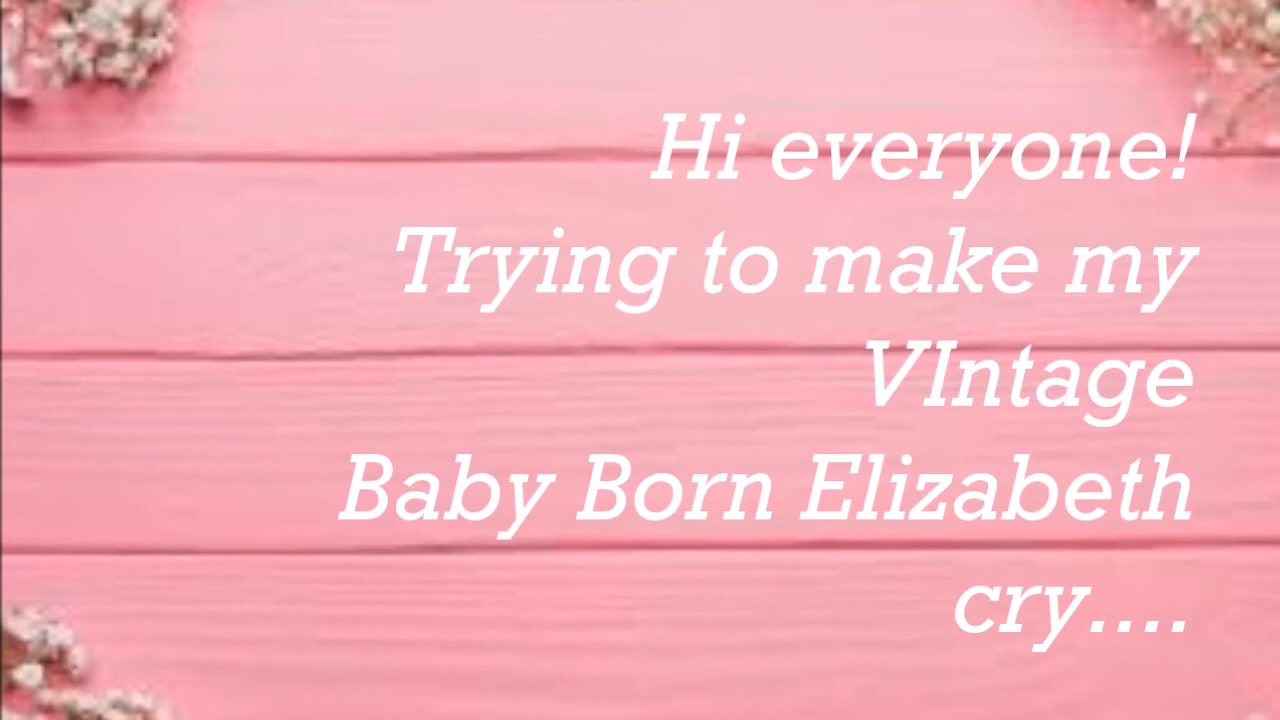 Hi everyone!
Trying to make my
VIntage
Baby Born Elizabeth
cry....